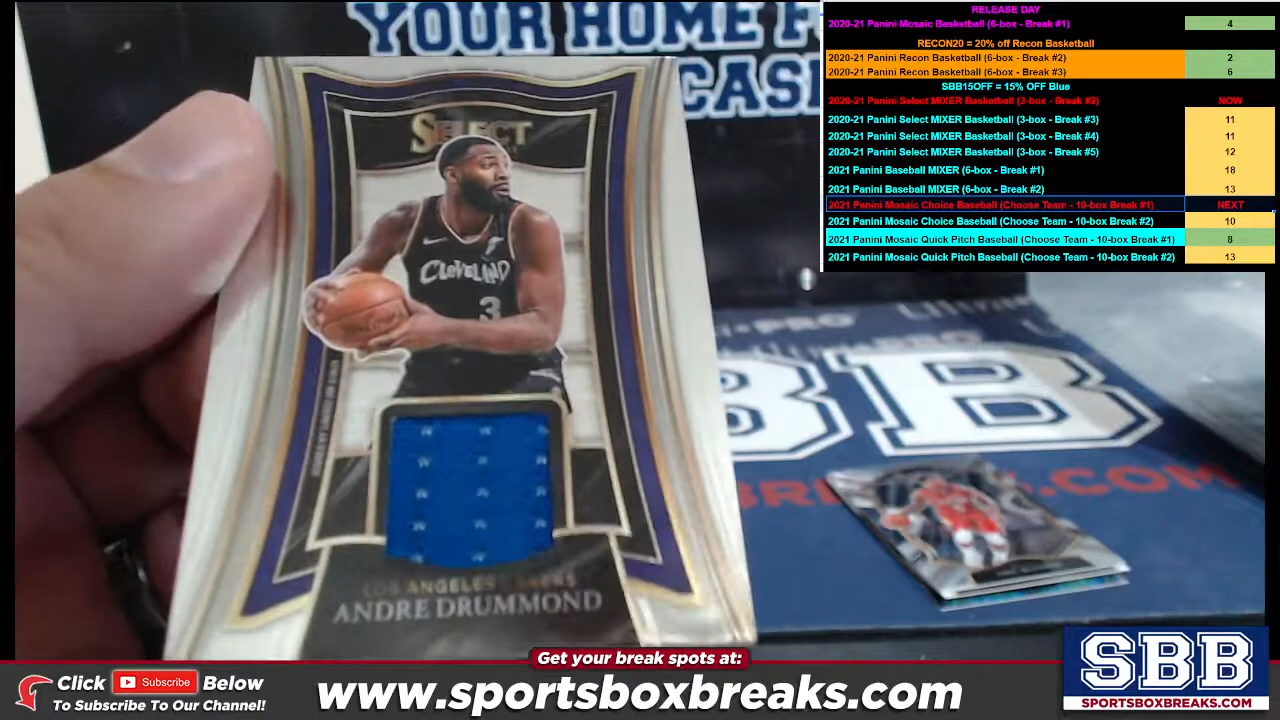 YOUR HOME F
CASE
SELECT
CLEVELAND
3
LOS ANGELES LAKERS
ANDRE DRUMMOND
RELEASE DAY
2020-21 Panini Mosaic Basketball (6-box - Break #1) 4
RECON20 = 20% off Recon Basketball
2020-21 Panini Recon Basketball (6-box - Break #2) 2
2020-21 Panini Recon Basketball (6-box - Break #3) 6
SBB15OFF = 15% OFF Blue
2020-21 Panini Select MIXER Basketball (3-box - Break #2) NOW
2020-21 Panini Select MIXER Basketball (3-box - Break #3) 11
2020-21 Panini Select MIXER Basketball (3-box - Break #4) 11
2020-21 Panini Select MIXER Basketball (3-box - Break #5) 12
2021 Panini Baseball MIXER (6-box - Break #1) 18
2021 Panini Baseball MIXER (6-box - Break #2) 13
2021 Panini Mosaic Choice Baseball (Choose Team - 10-box Break #1) NEXT
2021 Panini Mosaic Choice Baseball (Choose Team - 10-box Break #2) 10
2021 Panini Mosaic Quick Pitch Baseball (Choose Team - 10-box Break #1) 8
2021 Panini Mosaic Quick Pitch Baseball (Choose Team - 10-box Break #2) 13
PRO
BB
BR .COM
Get your break spots at:
Click Subscribe Below
To Subscribe To Our Channel!
www.sportsboxbreaks.com
SBB
SPORTSBOXBREAKS.COM